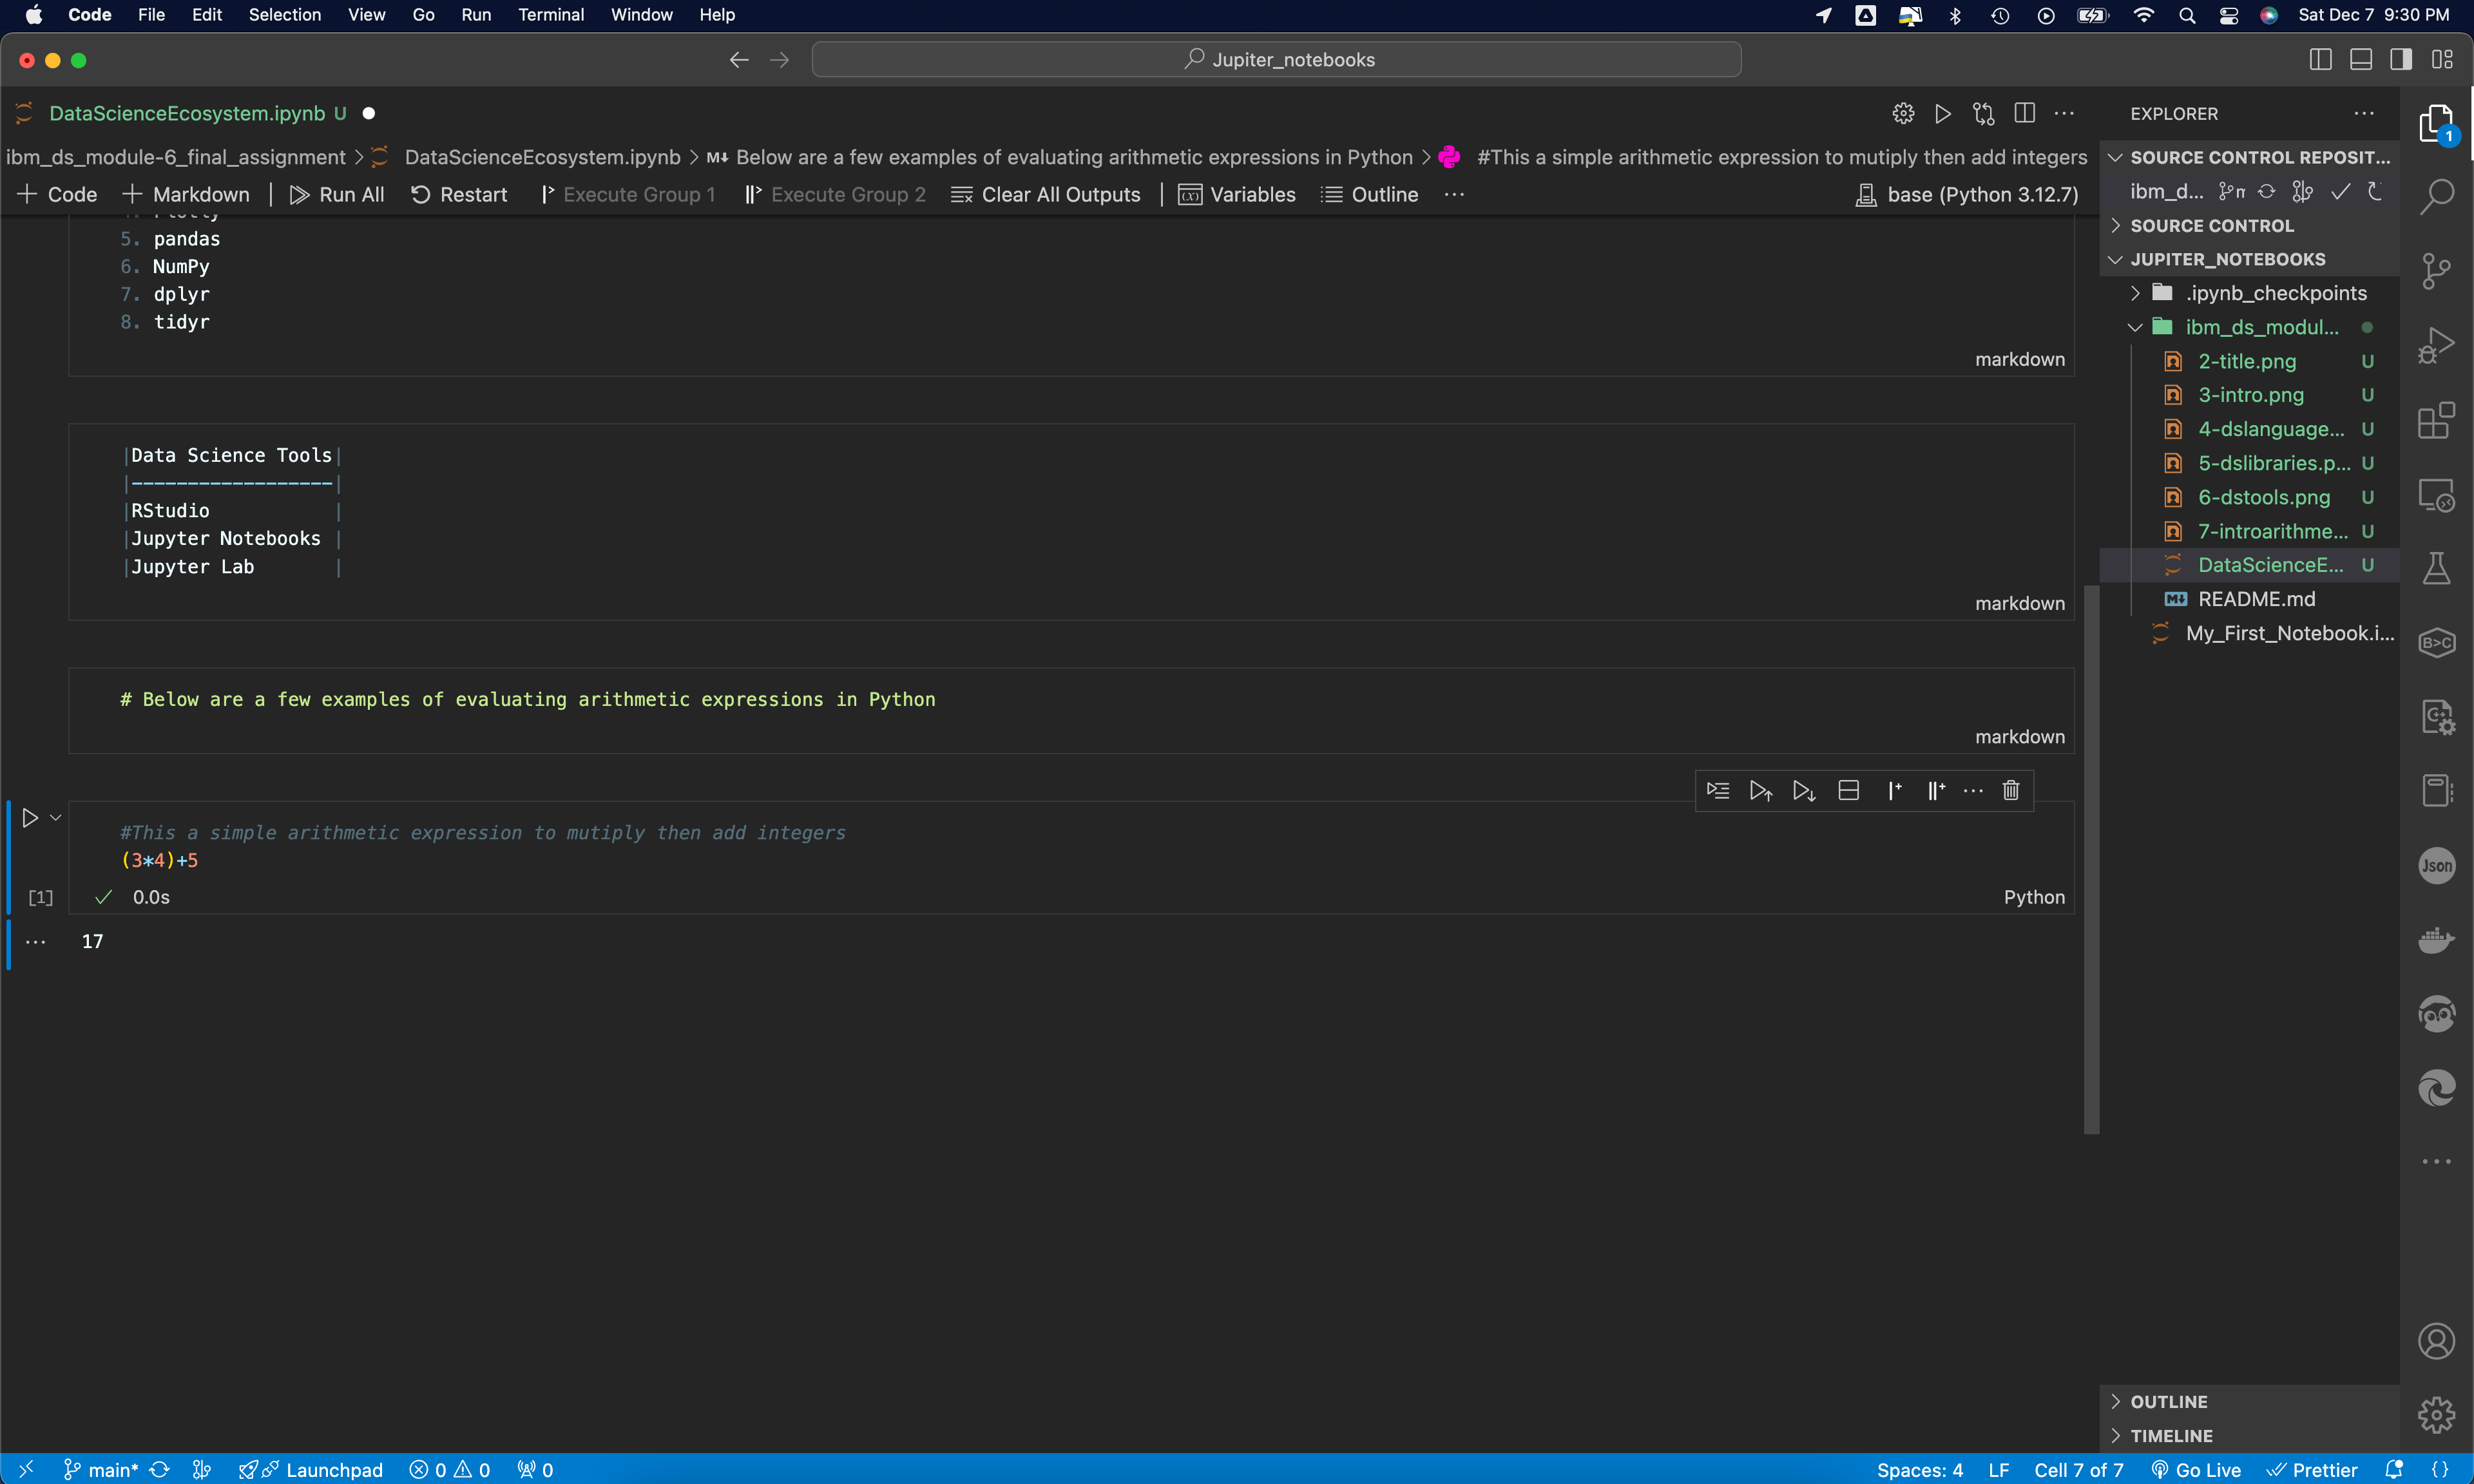 Code File Edit Selection View Go Run Terminal Window Help
Sat Dec 7 9:30 PM
Jupiter_notebooks
DataScienceEcosystem.ipynb U
ibm_ds_module-6_final_assignment > DataScienceEcosystem.ipynb > M↓ Below are a few examples of evaluating arithmetic expressions in Python > #This a simple arithmetic expression to mutiply then add integers
+ Code + Markdown | Run All Restart Execute Group 1 Execute Group 2 Clear All Outputs | Variables Outline ...
base (Python 3.12.7)
4. Plotly
5. pandas
6. NumPy
7. dplyr
8. tidyr
markdown
|Data Science Tools|
|------------------|
|RStudio |
|Jupyter Notebooks |
|Jupyter Lab |
markdown
# Below are a few examples of evaluating arithmetic expressions in Python
markdown
#This a simple arithmetic expression to mutiply then add integers
(3*4)+5
[1] 0.0s
Python
17
EXPLORER
SOURCE CONTROL REPOSIT...
ibm_d...
SOURCE CONTROL
JUPITER_NOTEBOOKS
.ipynb_checkpoints
ibm_ds_modul...
2-title.png U
3-intro.png U
4-dslanguage... U
5-dslibraries.p... U
6-dstools.png U
7-introarithme... U
DataScienceE... U
README.md
My_First_Notebook.i...
OUTLINE
TIMELINE
1
B>C
C+
Json
main* Launchpad 0 0 0
Spaces: 4 LF Cell 7 of 7 Go Live Prettier {}